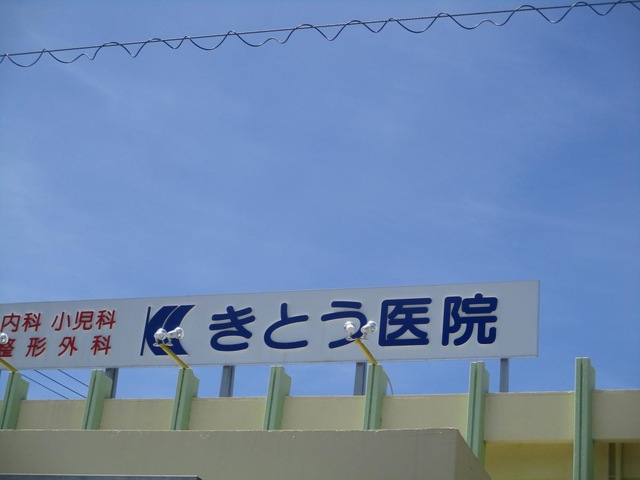 内科 小児科
整形外科
K きとう医院